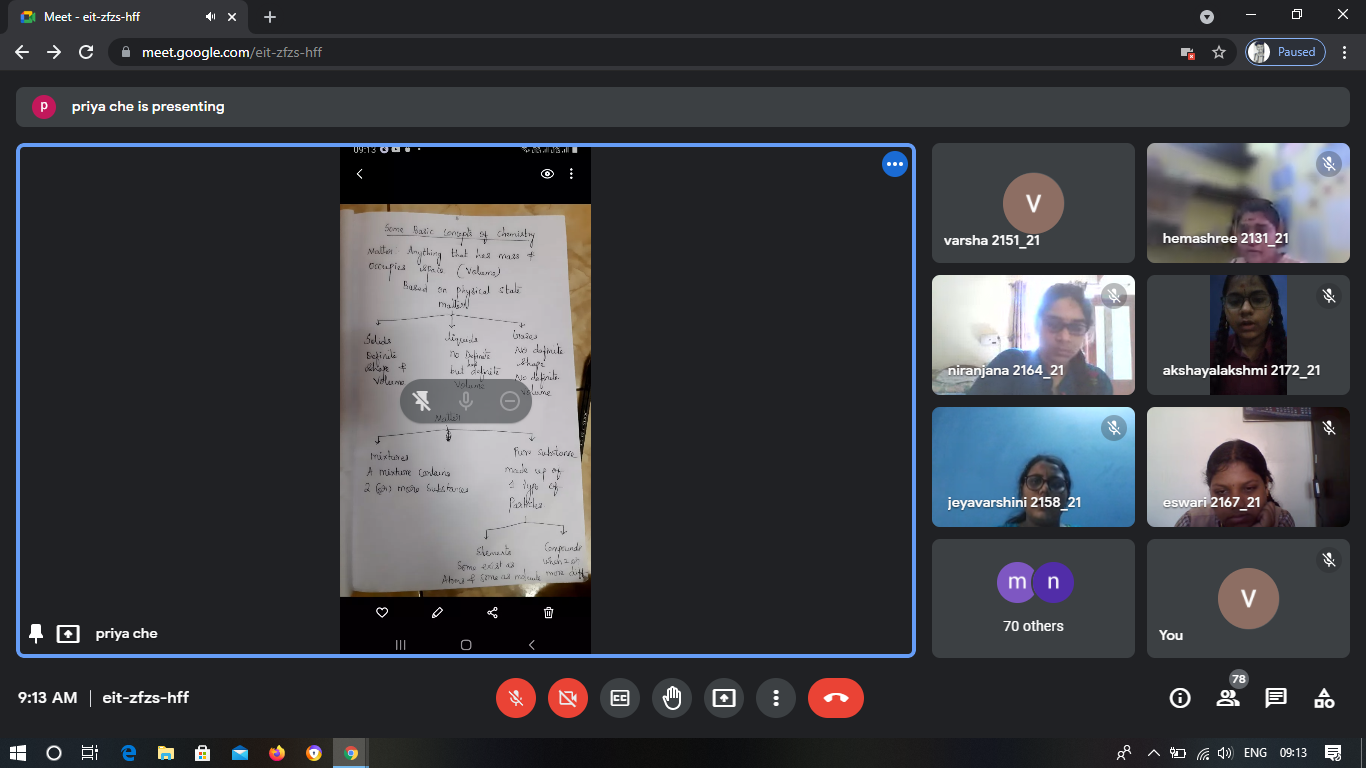 Meet - eit-zfzs-hff
meet.google.com/eit-zfzs-hff
Paused
p
priya che is presenting
09:13
Some Basic concepts of chemistry
Matter Anything that has mass &
occupies space (Volume)
Based on physical state
matter
Solids
Definite
shape &
Volume
Liquids
no Definite
but definite
Volume
Gases
No definite
shape
No definite
volume
Matter
mixtures
A mixture contains
2 (or) more substances
Pure substance
made up of
1 type of
Particles
Elements
Some exist as
Atoms & some as molecule
Compounds
which 2 or
more diff
priya che
V
varsha 2151_21
hemashree 2131_21
niranjana 2164_21
akshayalakshmi 2172_21
jeyavarshini 2158_21
eswari 2167_21
m n
70 others
V
You
9:13 AM | eit-zfzs-hff
CC
78
ENG
09:13